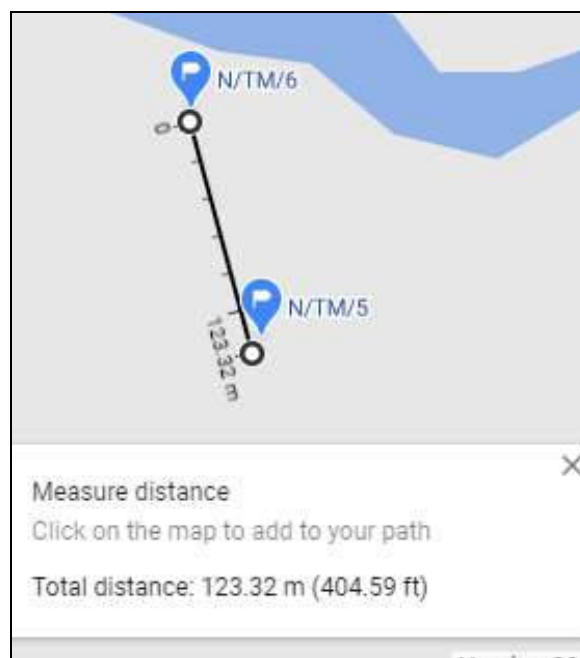 N/TM/6
0
N/TM/5
123.32 m
Measure distance
Click on the map to add to your path
Total distance: 123.32 m (404.59 ft)